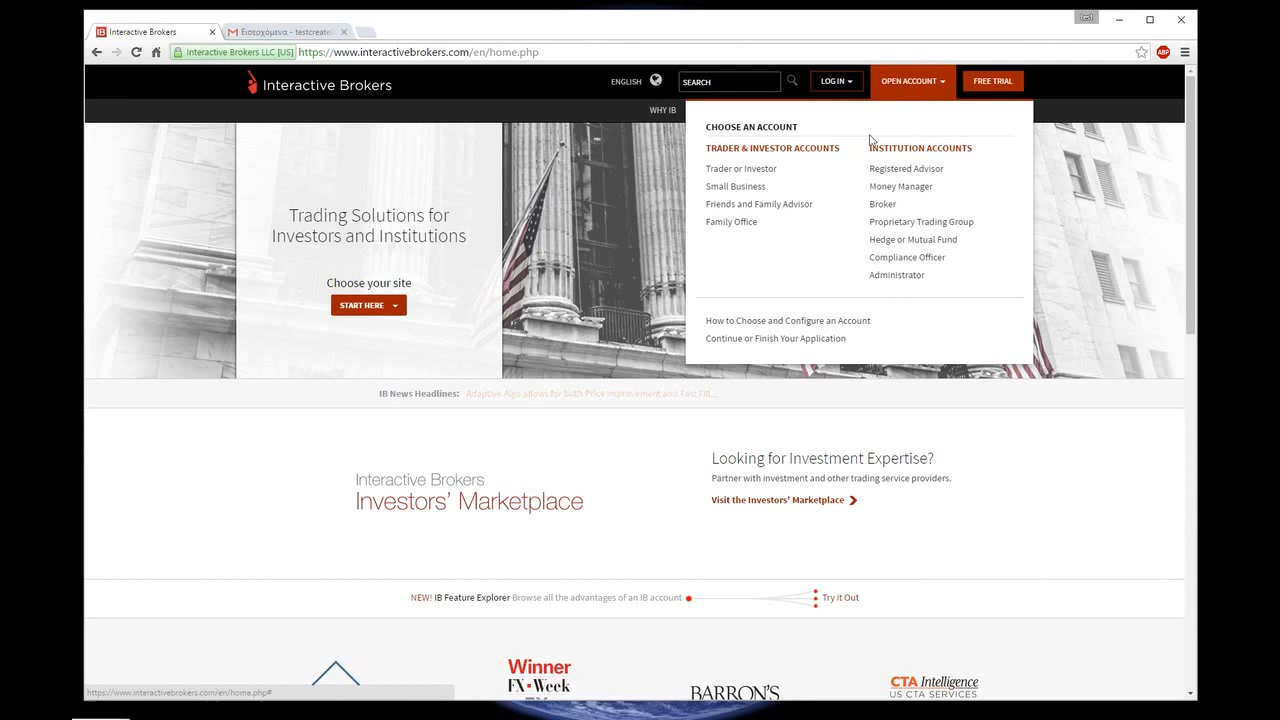 test
Interactive Brokers
Εισερχόμενα - testcreate
Interactive Brokers LLC [US] https://www.interactivebrokers.com/en/home.php
ABP
Interactive Brokers
ENGLISH
SEARCH
LOG IN
OPEN ACCOUNT
FREE TRIAL
WHY IB
CHOOSE AN ACCOUNT
TRADER & INVESTOR ACCOUNTS
Trader or Investor
Small Business
Friends and Family Advisor
Family Office
INSTITUTION ACCOUNTS
Registered Advisor
Money Manager
Broker
Proprietary Trading Group
Hedge or Mutual Fund
Compliance Officer
Administrator
How to Choose and Configure an Account
Continue or Finish Your Application
Trading Solutions for
Investors and Institutions
Choose your site
START HERE
IB News Headlines: Adaptive Algo allows for both Price Improvement and Fast Fill...
Interactive Brokers
Investors' Marketplace
Looking for Investment Expertise?
Partner with investment and other trading service providers.
Visit the Investors' Marketplace
NEW! IB Feature Explorer Browse all the advantages of an IB account
Try it Out
Winner
FX-Week
BARRON'S
CTA Intelligence
US CTA SERVICES
https://www.interactivebrokers.com/en/home.php#